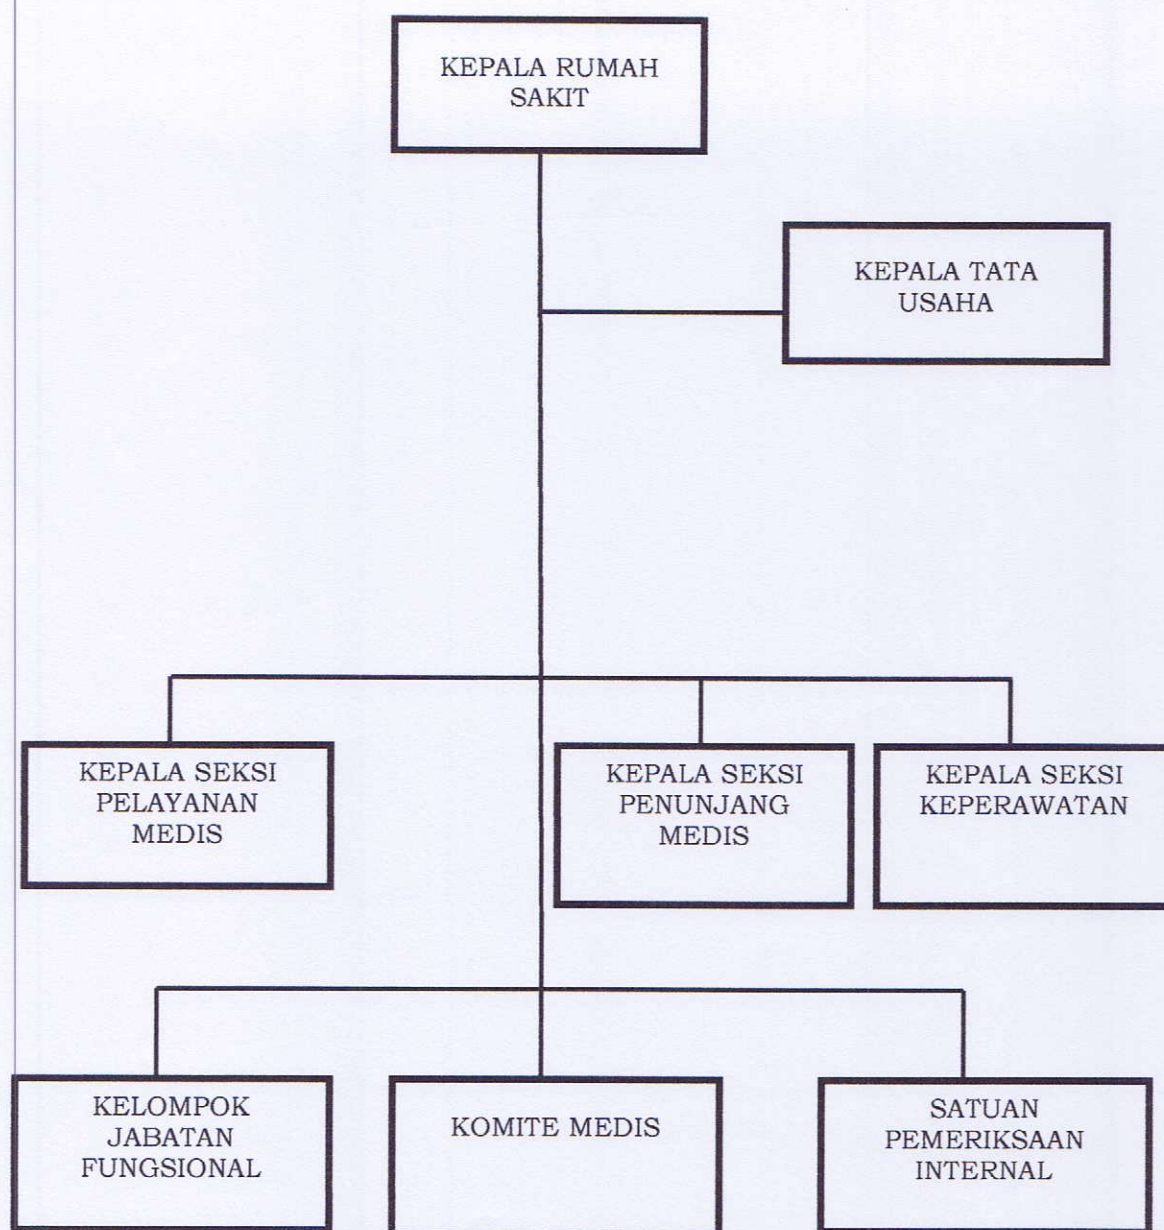 KEPALA RUMAH
SAKIT
KEPALA TATA
USAHA
KEPALA SEKSI
PELAYANAN
MEDIS
KEPALA SEKSI
PENUNJANG
MEDIS
KEPALA SEKSI
KEPERAWATAN
KELOMPOK
JABATAN
FUNGSIONAL
KOMITE MEDIS
SATUAN
PEMERIKSAAN
INTERNAL